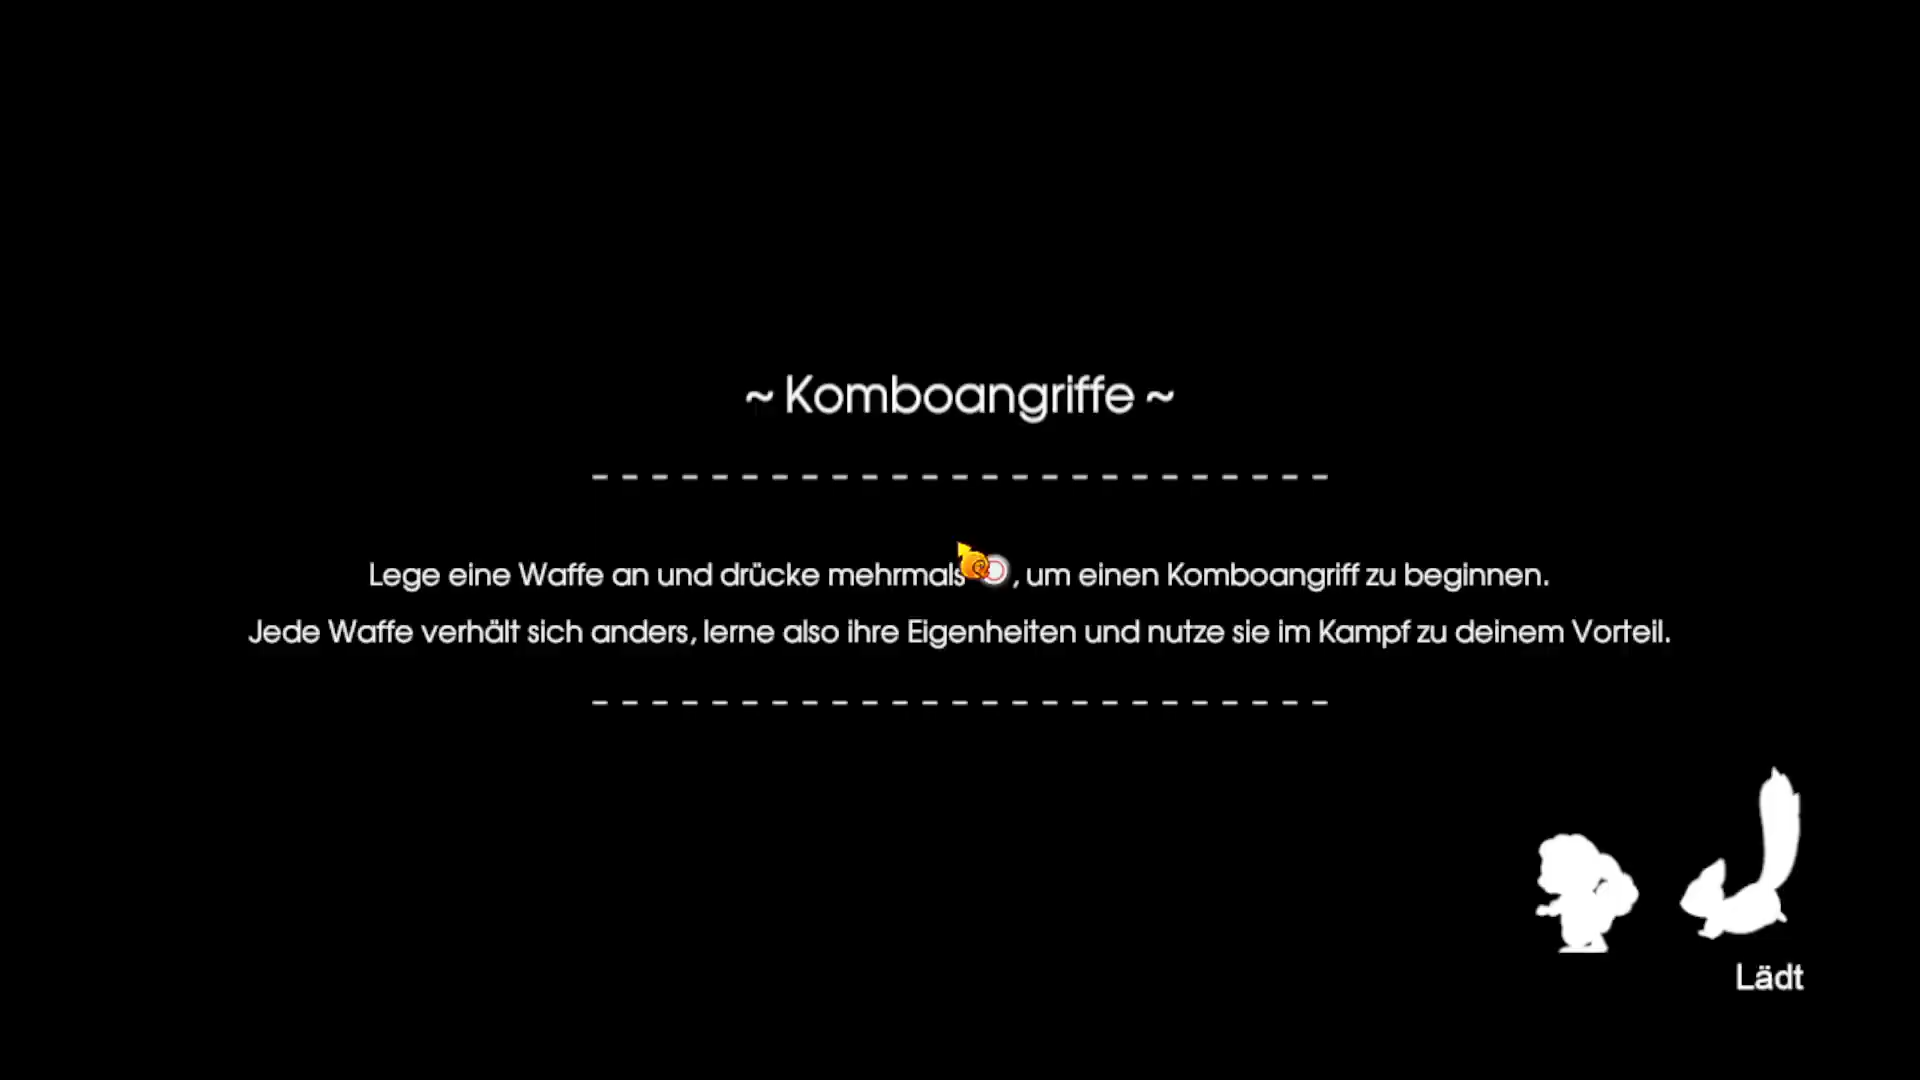 ~ Komboangriffe ~
- - - - - - - - - - - - - - - - - - - - - - - - -
Lege eine Waffe an und drücke mehrmals , um einen Komboangriff zu beginnen.
Jede Waffe verhält sich anders, lerne also ihre Eigenheiten und nutze sie im Kampf zu deinem Vorteil.
- - - - - - - - - - - - - - - - - - - - - - - - -
Lädt